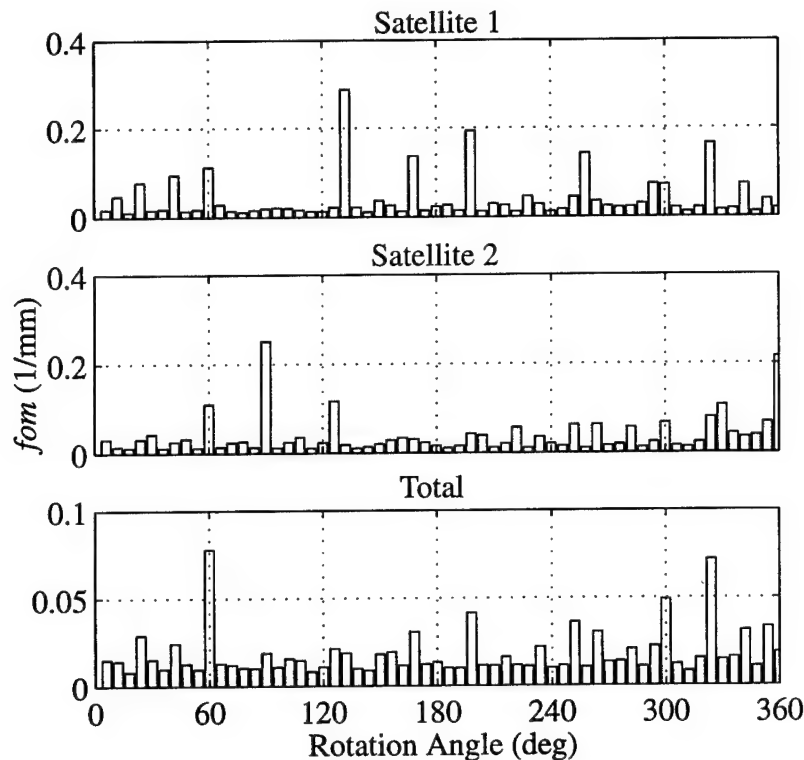 Satellite 1
0.4
0.2
0
Satellite 2
0.4
0.2
0
fom (1/mm)
Total
0.1
0.05
0
0 60 120 180 240 300 360
Rotation Angle (deg)